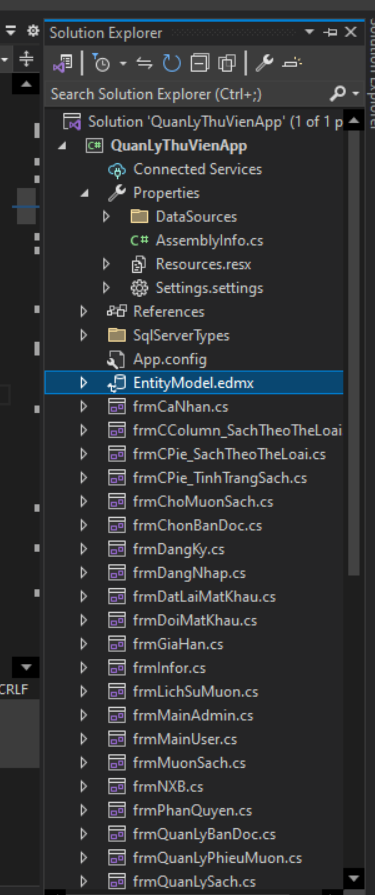 Solution Explorer
Search Solution Explorer (Ctrl+;)
Solution 'QuanLyThuVienApp' (1 of 1 p
C# QuanLyThuVienApp
Connected Services
Properties
DataSources
C# AssemblyInfo.cs
Resources.resx
Settings.settings
References
SqlServerTypes
App.config
EntityModel.edmx
frmCaNhan.cs
frmCColumn_SachTheoTheLoai
frmCPie_SachTheoTheLoai.cs
frmCPie_TinhTrangSach.cs
frmChoMuonSach.cs
frmChonBanDoc.cs
frmDangKy.cs
frmDangNhap.cs
frmDatLaiMatKhau.cs
frmDoiMatKhau.cs
frmGiaHan.cs
frmInfor.cs
CRLF
frmLichSuMuon.cs
frmMainAdmin.cs
frmMainUser.cs
frmMuonSach.cs
frmNXB.cs
frmPhanQuyen.cs
frmQuanLyBanDoc.cs
frmQuanLyPhieuMuon.cs
frmQuanLySach.cs